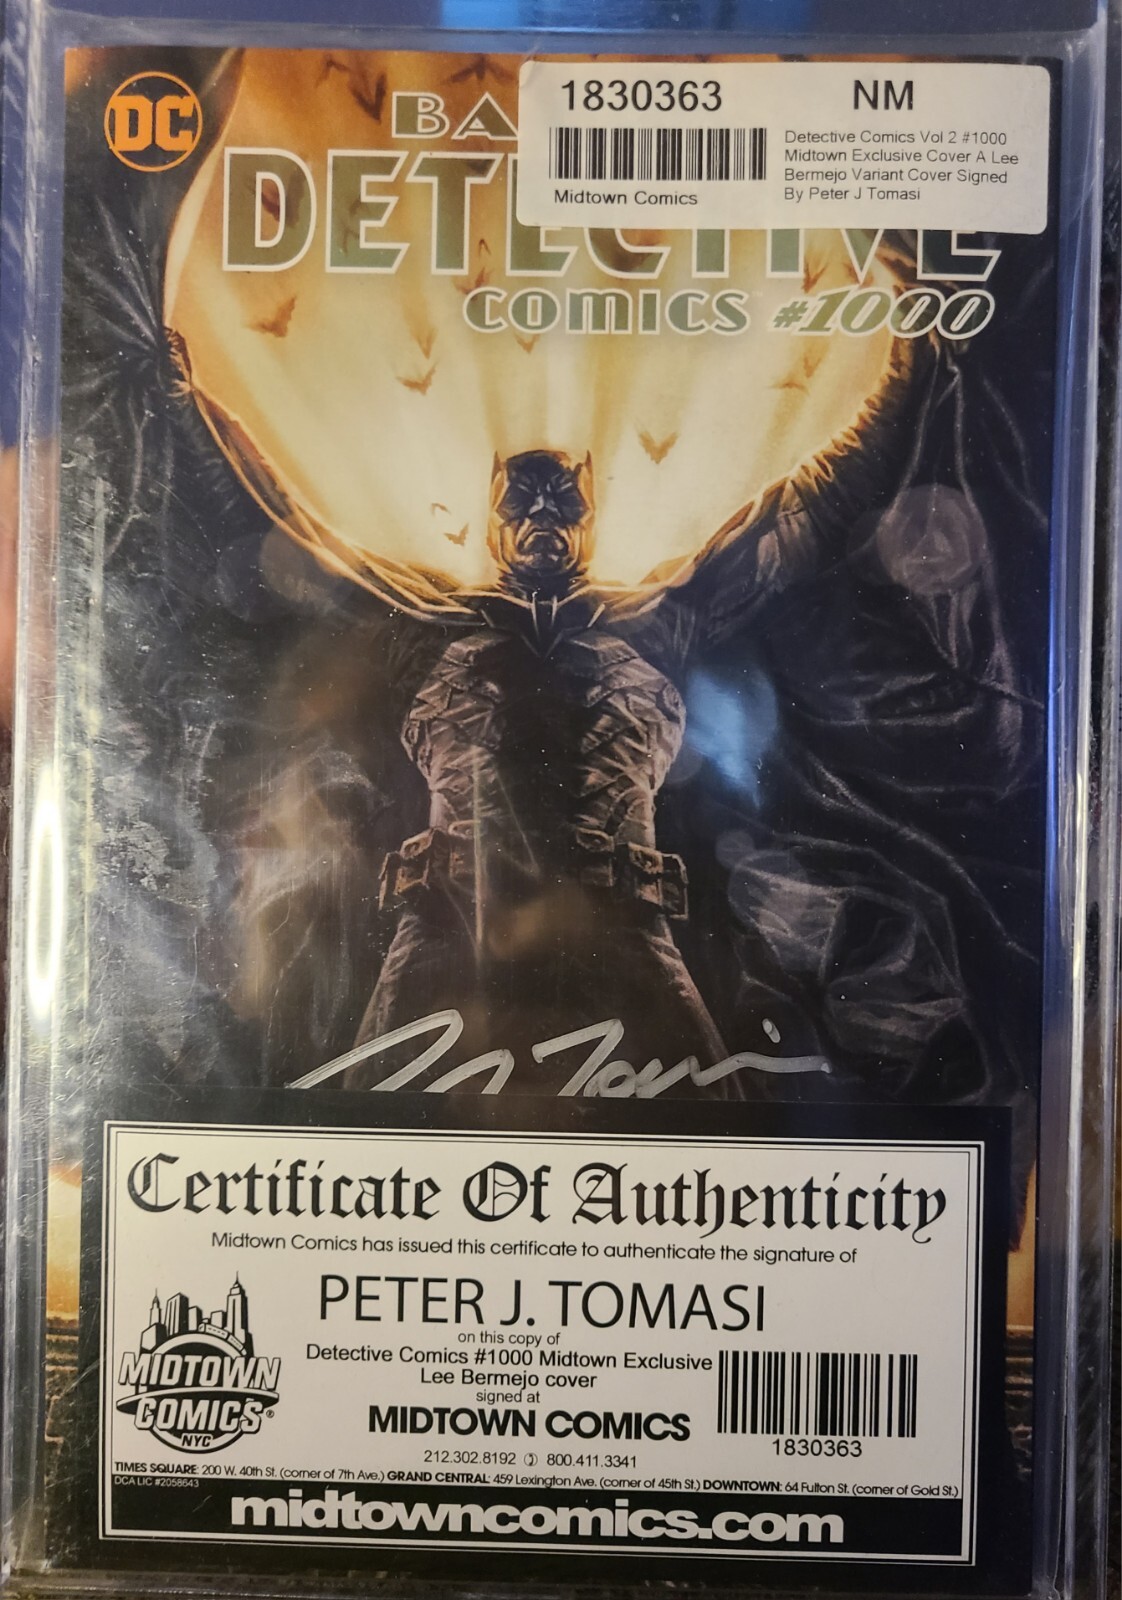 DC
1830363 NM
Detective Comics Vol 2 #1000
Midtown Exclusive Cover A Lee
Bermejo Variant Cover Signed
By Peter J Tomasi
Midtown Comics
BA
DETECTIVE
COMICS #1000
Certificate Of Authenticity
Midtown Comics has issued this certificate to authenticate the signature of
PETER J. TOMASI
on this copy of
Detective Comics #1000 Midtown Exclusive
Lee Bermejo cover
signed at
MIDTOWN COMICS
212.302.8192 800.411.3341
1830363
MIDTOWN
COMICS®
NYC
TIMES SQUARE: 200 W. 40th St. (corner of 7th Ave.) GRAND CENTRAL: 459 Lexington Ave. (corner of 45th St.) DOWNTOWN: 64 Fulton St. (corner of Gold St.)
DCA LIC #2058643
midtowncomics.com